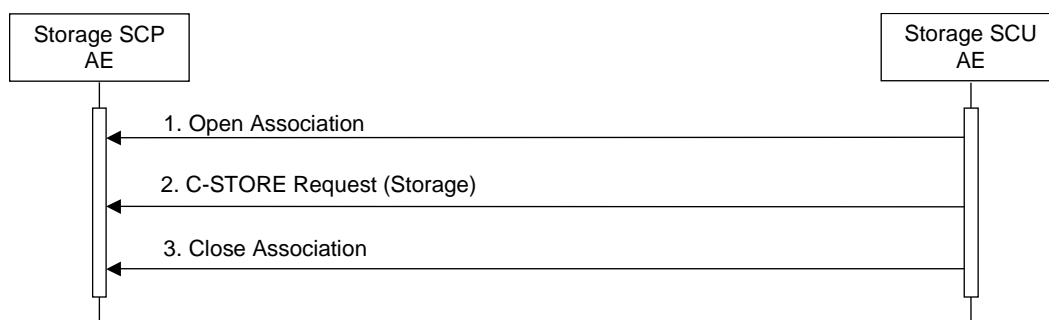 Storage SCP
AE
Storage SCU
AE
1. Open Association
2. C-STORE Request (Storage)
3. Close Association